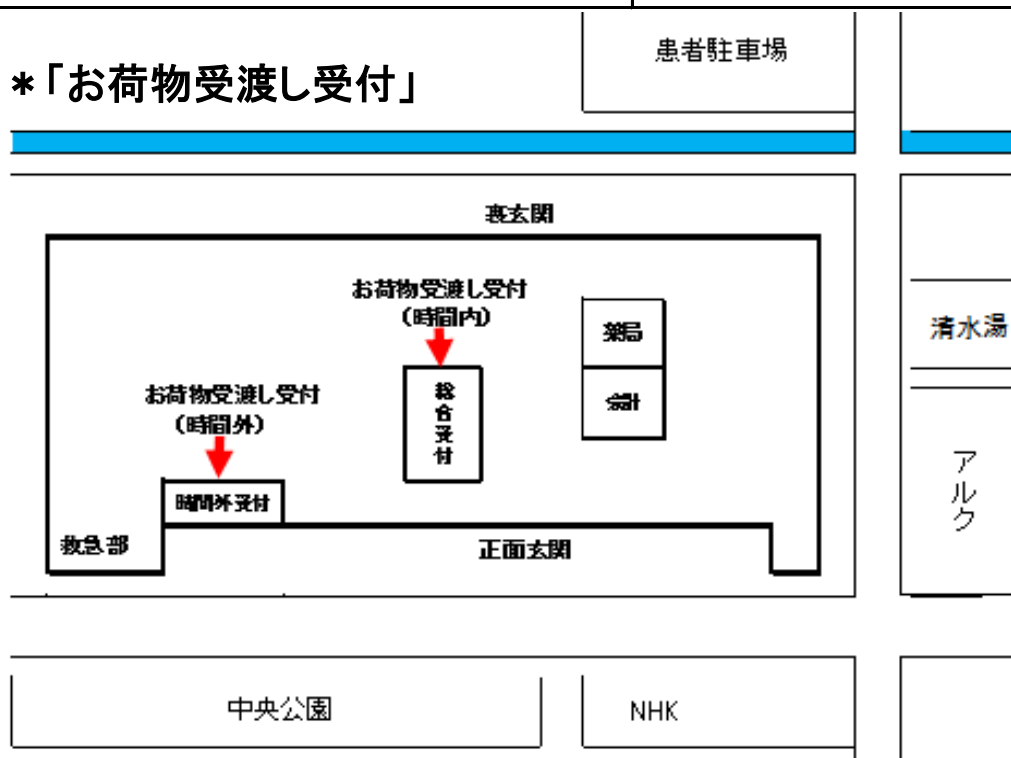 患者駐車場
*「お荷物受渡し受付」
裏玄関
お荷物受渡し受付
（時間内）
薬局
清水湯
お荷物受渡し受付
（時間外）
総合受付
会計
アルク
時間外受付
救急部
正面玄関
中央公園
NHK